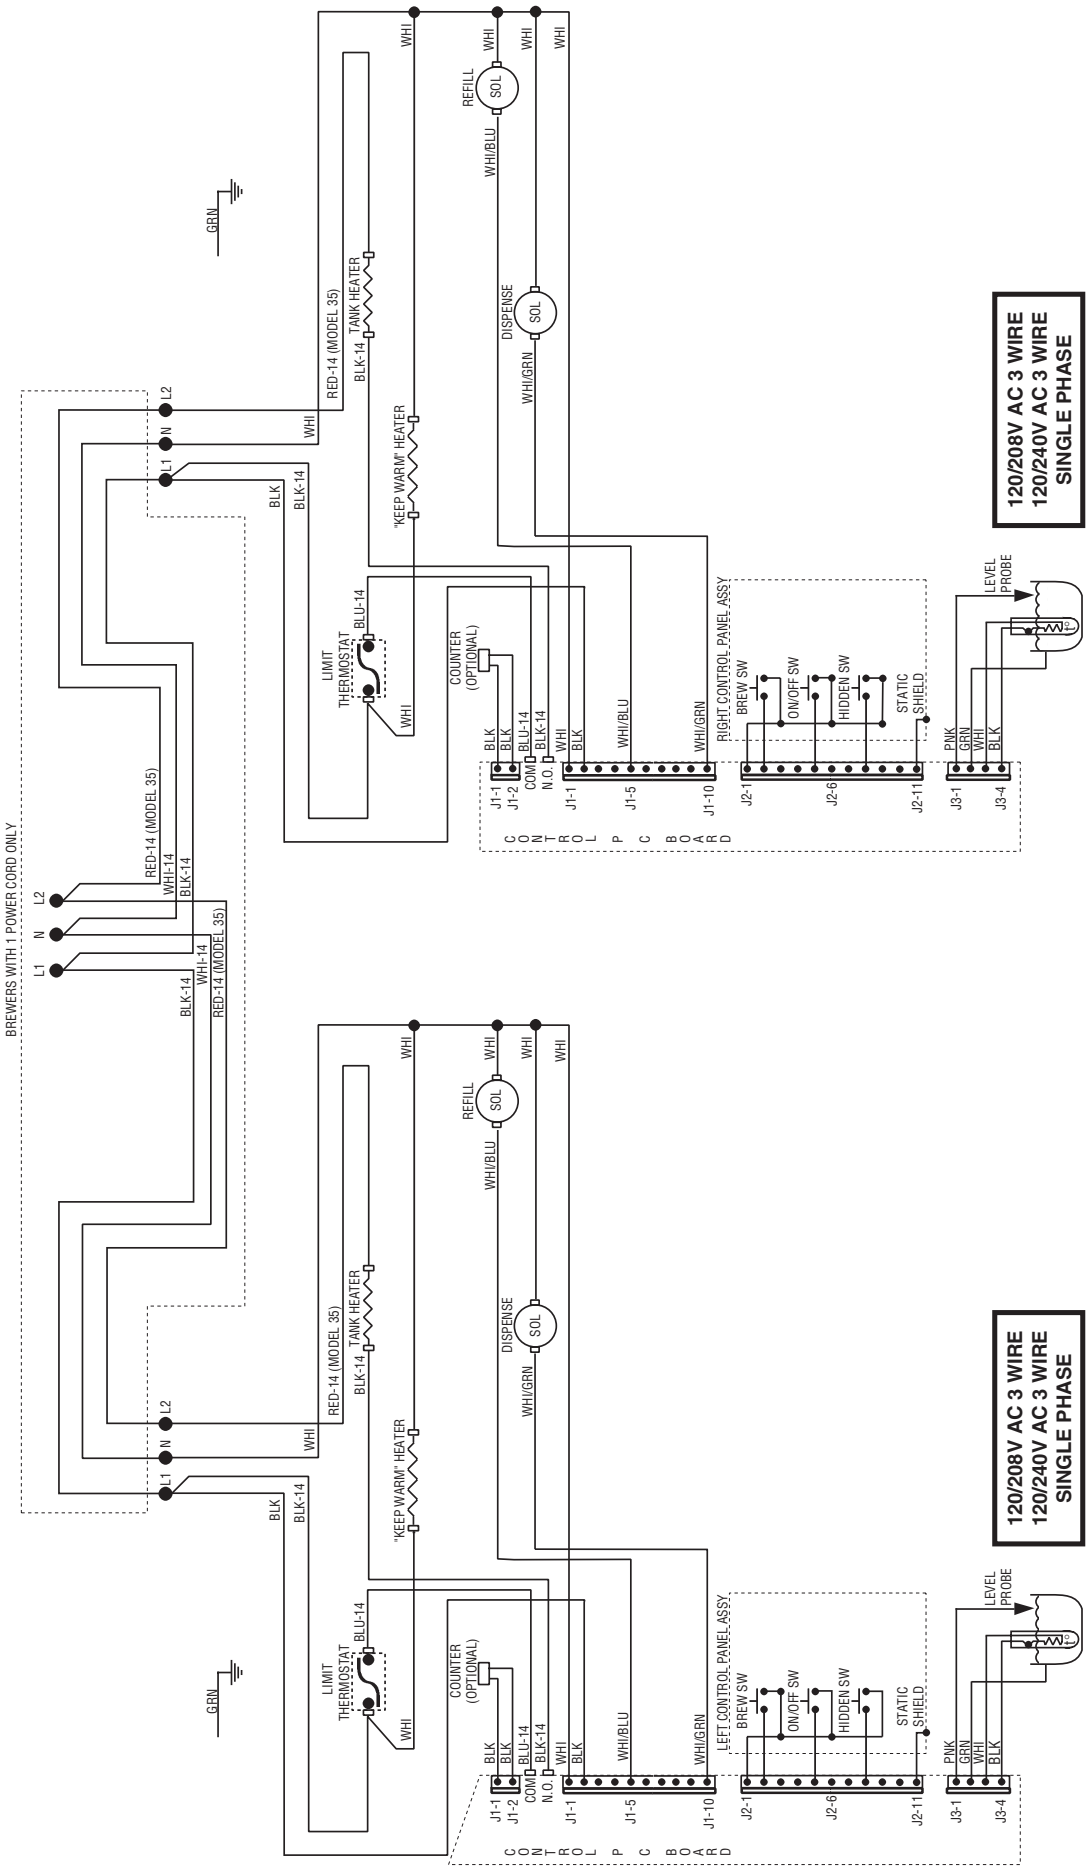 BREWERS WITH 1 POWER CORD ONLY
L1
N
L2
RED-14 (MODEL 35)
WHI-14
BLK-14
BLK-14
WHI-14
RED-14 (MODEL 35)
L1
N
L2
GRN
BLK
BLK-14
WHI
RED-14 (MODEL 35)
LIMIT
THERMOSTAT
BLU-14
BLK-14
TANK HEATER
"KEEP WARM" HEATER
WHI
WHI
COUNTER
(OPTIONAL)
REFILL
SOL
WHI/BLU
WHI
DISPENSE
SOL
WHI/GRN
WHI
WHI
J1-1
BLK
J1-2
BLK
COM
BLU-14
N.O.
BLK-14
J1-1
WHI
BLK
J1-5
WHI/BLU
J1-10
WHI/GRN
CONTROL PC BOARD
LEFT CONTROL PANEL ASSY
J2-1
BREW SW
ON/OFF SW
J2-6
HIDDEN SW
STATIC
SHIELD
J2-11
J3-1
PNK
GRN
WHI
BLK
J3-4
LEVEL
PROBE
t°
120/208V AC 3 WIRE
120/240V AC 3 WIRE
SINGLE PHASE
L1
N
L2
GRN
BLK
BLK-14
WHI
RED-14 (MODEL 35)
LIMIT
THERMOSTAT
BLU-14
BLK-14
TANK HEATER
"KEEP WARM" HEATER
WHI
WHI
COUNTER
(OPTIONAL)
REFILL
SOL
WHI/BLU
WHI
DISPENSE
SOL
WHI/GRN
WHI
WHI
J1-1
BLK
J1-2
BLK
COM
BLU-14
N.O.
BLK-14
J1-1
WHI
BLK
J1-5
WHI/BLU
J1-10
WHI/GRN
CONTROL PC BOARD
RIGHT CONTROL PANEL ASSY
J2-1
BREW SW
ON/OFF SW
J2-6
HIDDEN SW
STATIC
SHIELD
J2-11
J3-1
PNK
GRN
WHI
BLK
J3-4
LEVEL
PROBE
t°
120/208V AC 3 WIRE
120/240V AC 3 WIRE
SINGLE PHASE